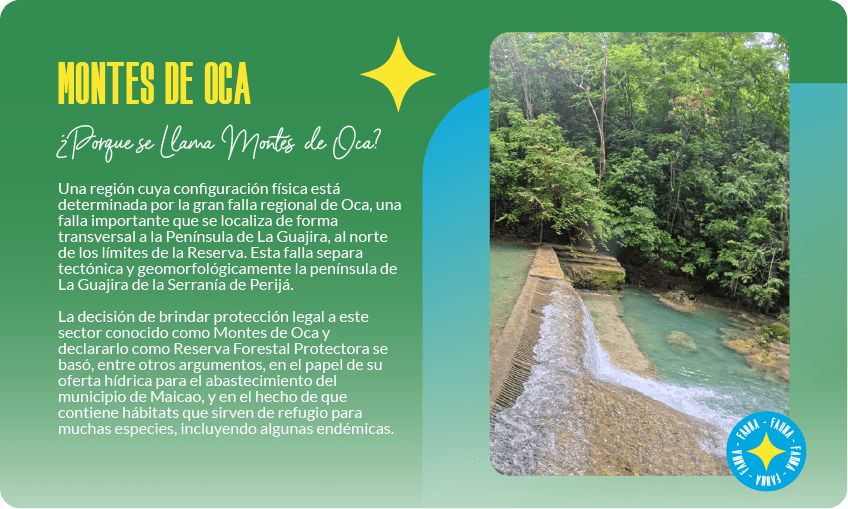 MONTES DE OCA
¿Porque se Llama Montes de Oca?
Una región cuya configuración física está
determinada por la gran falla regional de Oca, una
falla importante que se localiza de forma
transversal a la Península de La Guajira, al norte
de los límites de la Reserva. Esta falla separa
tectónica y geomorfológicamente la península de
La Guajira de la Serranía de Perijá.
La decisión de brindar protección legal a este
sector conocido como Montes de Oca y
declararlo como Reserva Forestal Protectora se
basó, entre otros argumentos, en el papel de su
oferta hídrica para el abastecimiento del
municipio de Maicao, y en el hecho de que
contiene hábitats que sirven de refugio para
muchas especies, incluyendo algunas endémicas.
FAUNA - FAUNA - FAUNA - FAUNA - FAUNA -